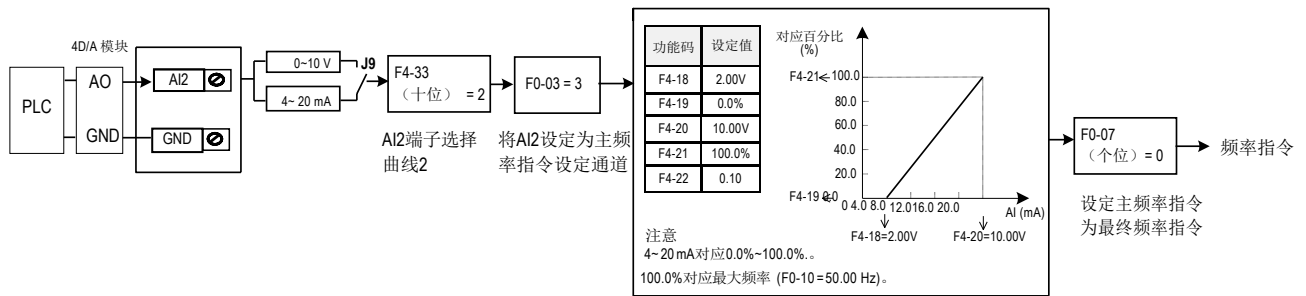 4D/A 模块
PLC
AO
GND
AI2
GND
0~10 V
4~ 20 mA
J9
F4-33
（十位） = 2
AI2端子选择
曲线2
F0-03 = 3
将AI2设定为主频
率指令设定通道
功能码 设定值
F4-18 2.00V
F4-19 0.0%
F4-20 10.00V
F4-21 100.0%
F4-22 0.10
对应百分比
(%)
F4-21 100.0
80.0
60.0
40.0
20.0
F4-19 0.0
0 4.0 8.0 12.0 16.0 20.0
AI (mA)
F4-18=2.00V F4-20=10.00V
注意
4~ 20 mA对应0.0%~100.0%.。
100.0%对应最大频率 (F0-10 = 50.00 Hz)。
F0-07
（个位） = 0
设定主频率指令
为最终频率指令
频率指令